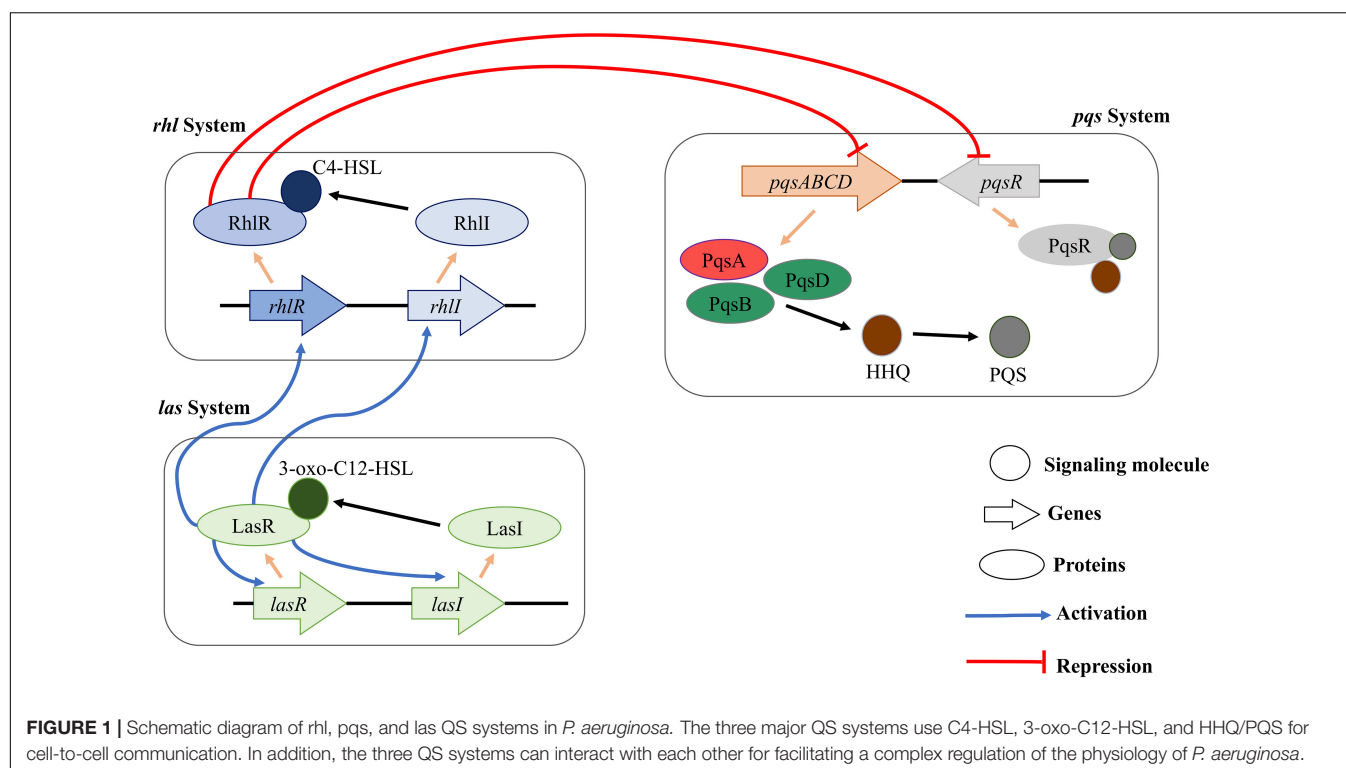 rhl System
pqs System
C4-HSL
RhlR
RhlI
rhlR
rhlI
pqsABCD
pqsR
PqsA
PqsD
PqsB
PqsR
HHQ
PQS
las System
3-oxo-C12-HSL
LasR
LasI
lasR
lasI
Signaling molecule
Genes
Proteins
Activation
Repression
FIGURE 1 | Schematic diagram of rhl, pqs, and las QS systems in P. aeruginosa. The three major QS systems use C4-HSL, 3-oxo-C12-HSL, and HHQ/PQS for
cell-to-cell communication. In addition, the three QS systems can interact with each other for facilitating a complex regulation of the physiology of P. aeruginosa.